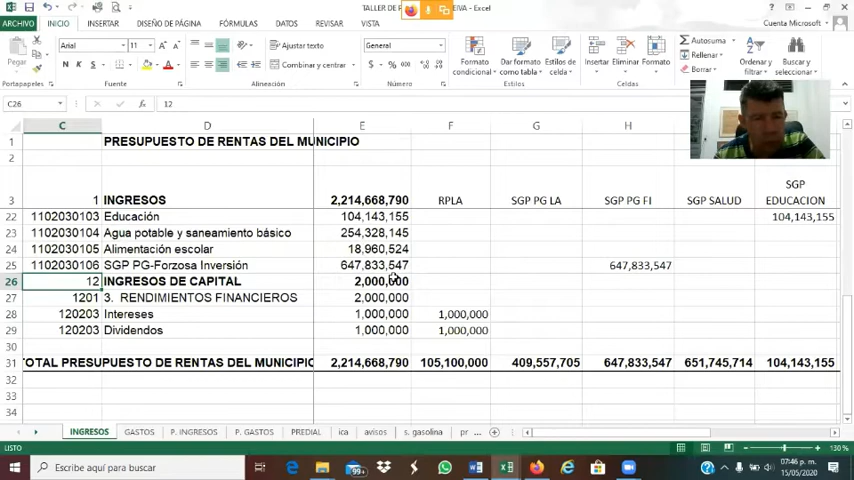 TALLER DE
EIVA - Excel
ARCHIVO INICIO INSERTAR DISEÑO DE PÁGINA FÓRMULAS DATOS REVISAR VISTA Cuenta Microsoft
Pegar
Arial 11
N K S
Ajustar texto
Combinar y centrar
General
$ % 000
Formato condicional
Dar formato como tabla
Estilos de celda
Insertar Eliminar Formato
Autosuma
Rellenar
Borrar
Ordenar y filtrar
Buscar y seleccionar
Portapapeles Fuente Alineación Número Estilos Celdas
C26 fx 12
C D E F G H I J
1 PRESUPUESTO DE RENTAS DEL MUNICIPIO
2
3 1 INGRESOS 2,214,668,790 RPLA SGP PG LA SGP PG FI SGP SALUD SGP EDUCACION
22 1102030103 Educación 104,143,155 104,143,155
23 1102030104 Agua potable y saneamiento básico 254,328,145
24 1102030105 Alimentación escolar 18,960,524
25 1102030106 SGP PG-Forzosa Inversión 647,833,547 647,833,547
26 12 INGRESOS DE CAPITAL 2,000,000
27 1201 3. RENDIMIENTOS FINANCIEROS 2,000,000
28 120203 Intereses 1,000,000 1,000,000
29 120203 Dividendos 1,000,000 1,000,000
30
31 TOTAL PRESUPUESTO DE RENTAS DEL MUNICIPIO 2,214,668,790 105,100,000 409,557,705 647,833,547 651,745,714 104,143,155
32
33
34
INGRESOS GASTOS P. INGRESOS P. GASTOS PREDIAL ica avisos s. gasolina pr ...
LISTO 130 %
Escribe aquí para buscar
99+
07:46 p. m.
15/05/2020